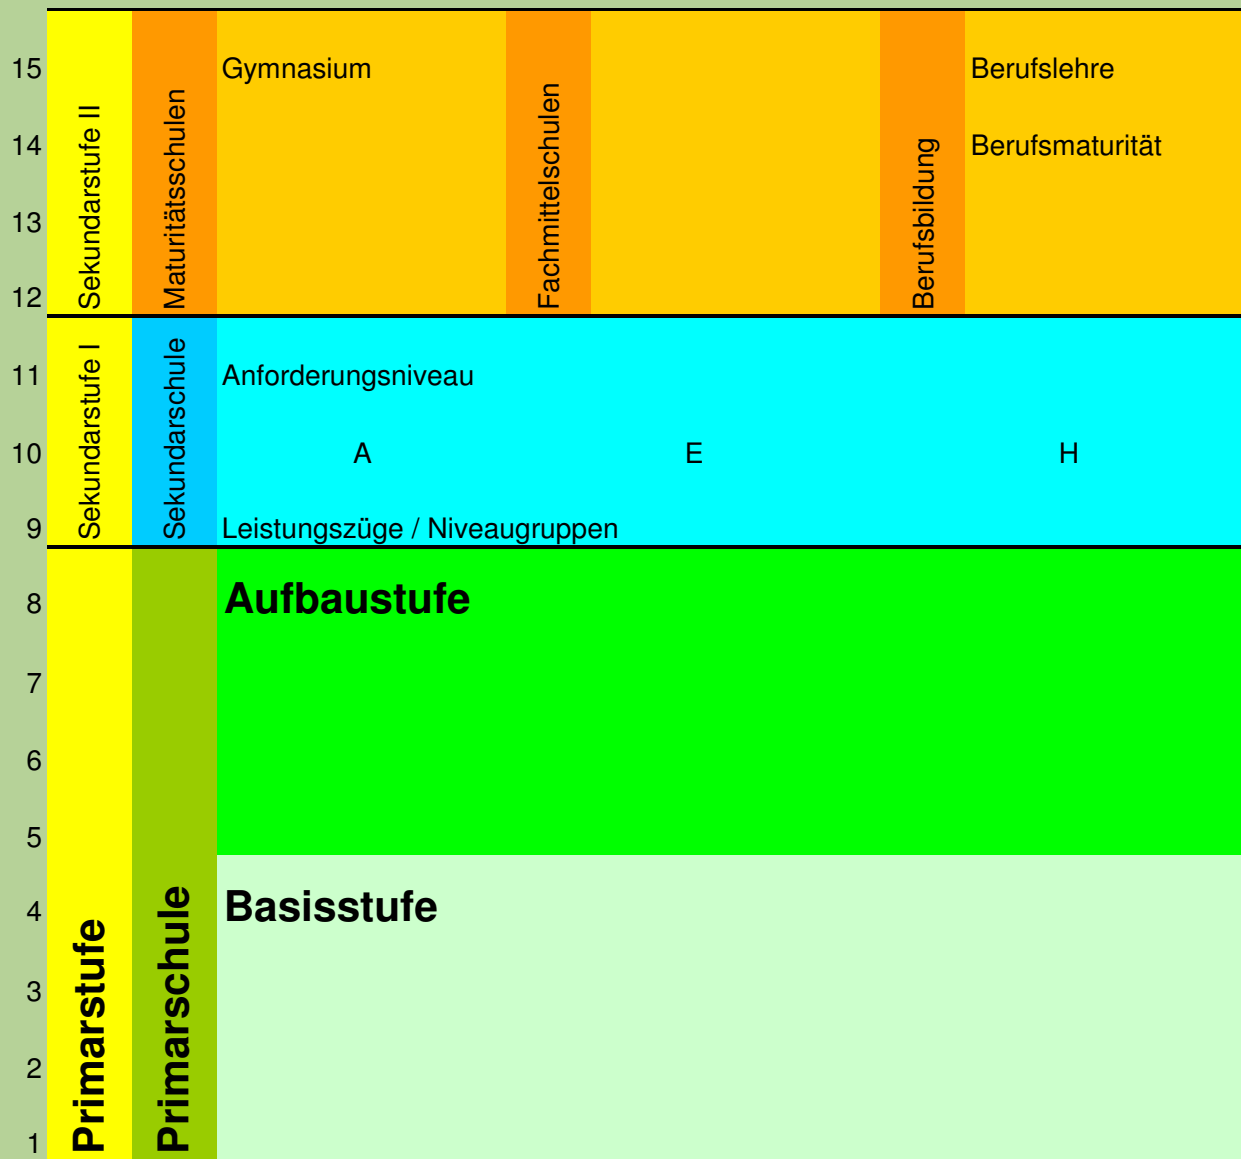 15 Gymnasium Berufslehre
14 Berufsmaturität
13
12
Sekundarstufe II
Maturitätsschulen
Fachmittelschulen
Berufsbildung
11 Anforderungsniveau
10 A E H
9 Leistungszüge / Niveaugruppen
Sekundarstufe I
Sekundarschule
8 Aufbaustufe
7
6
5
4 Basisstufe
3
2
1
Primarstufe
Primarschule